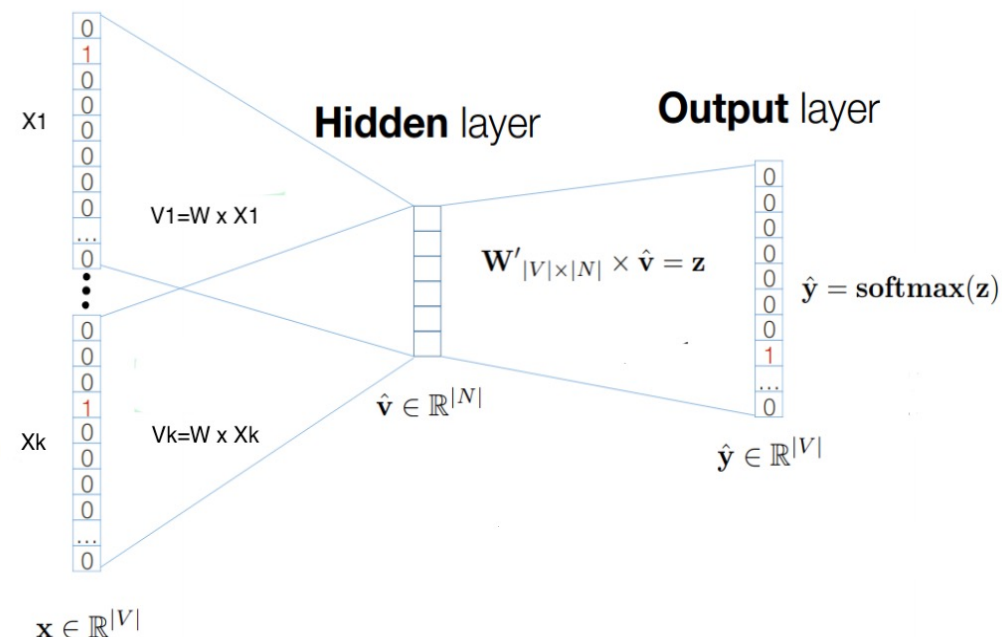 0
1
0
0
0
0
0
0
...
0
X1
V1=W x X1
0
0
0
1
0
0
0
0
...
0
Xk
Vk=W x Xk
x ∈ ℝ^{|V|}
Hidden layer
v̂ ∈ ℝ^{|N|}
W'_{|V|×|N|} × v̂ = z
Output layer
0
0
0
0
0
0
0
1
...
0
ŷ = softmax(z)
ŷ ∈ ℝ^{|V|}